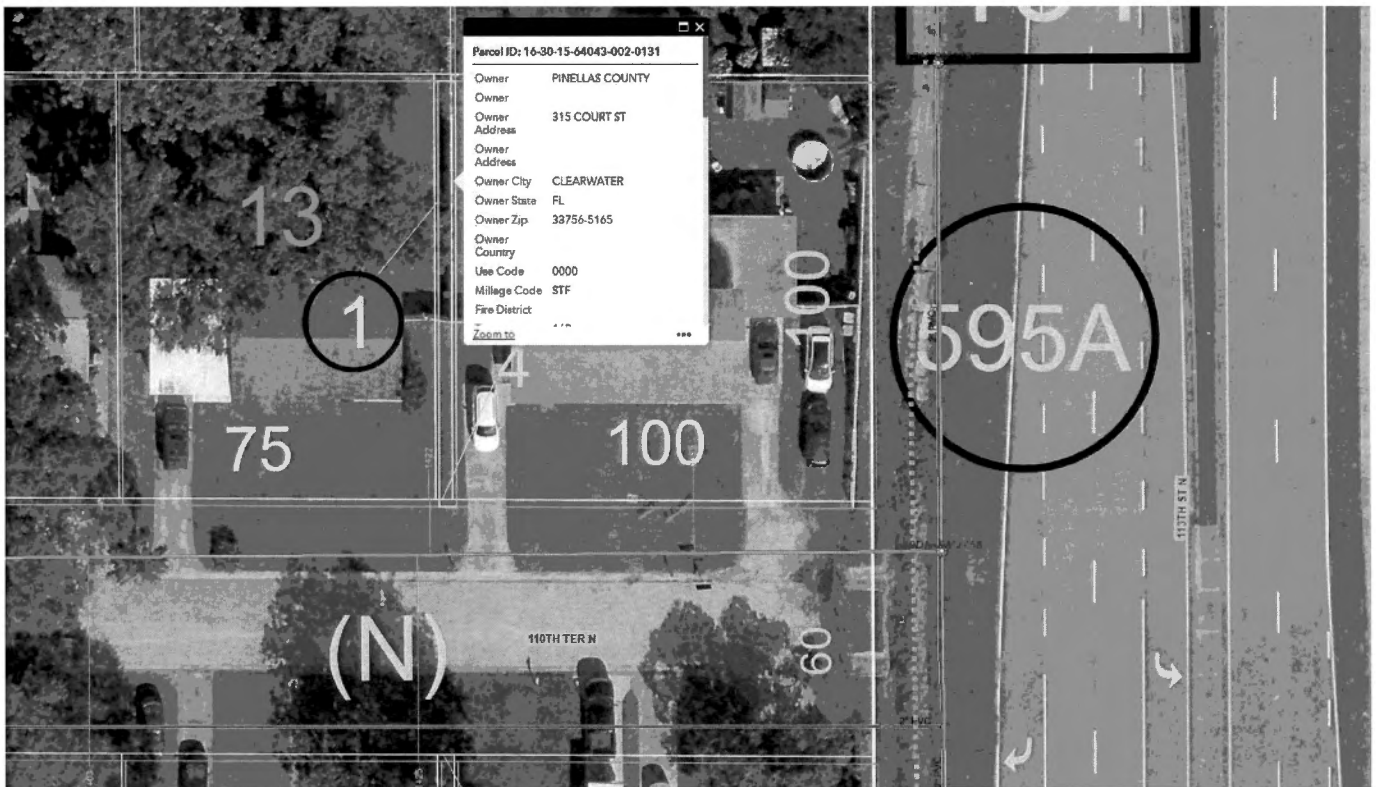 Parcel ID: 16-30-15-64043-002-0131
Owner PINELLAS COUNTY
Owner
Owner Address 315 COURT ST
Owner Address
Owner City CLEARWATER
Owner State FL
Owner Zip 33756-5165
Owner Country
Use Code 0000
Millage Code STF
Fire District
Zoom to
13
1
4
100
75
100
595A
113TH ST N
110TH TER N
(N)
60